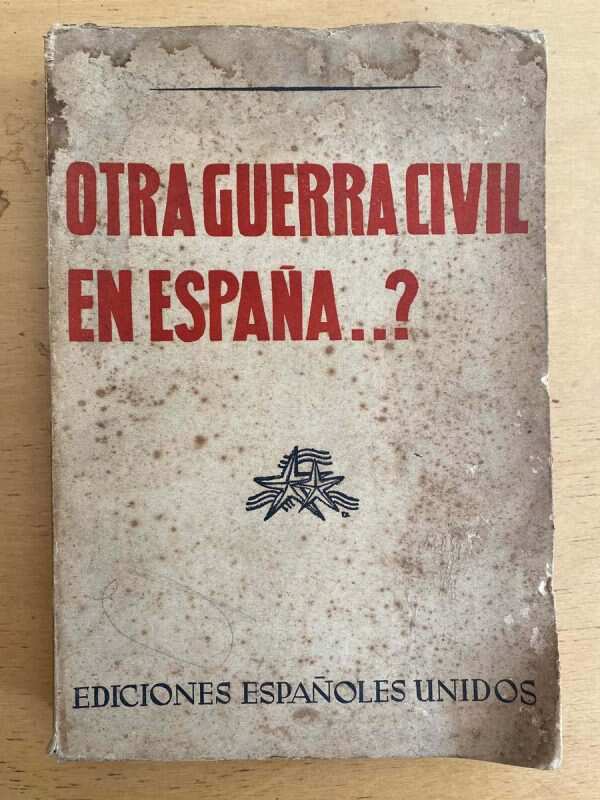 OTRA GUERRA CIVIL
EN ESPAÑA...?
EDICIONES ESPAÑOLES UNIDOS